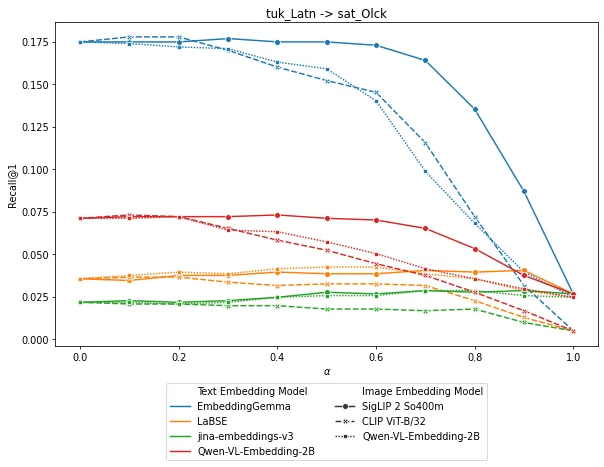 tuk_Latn -> sat_Olck
Recall@1
0.175
0.150
0.125
0.100
0.075
0.050
0.025
0.000
0.0 0.2 0.4 0.6 0.8 1.0
α
Text Embedding Model
EmbeddingGemma
LaBSE
jina-embeddings-v3
Qwen-VL-Embedding-2B
Image Embedding Model
SigLIP 2 So400m
CLIP ViT-B/32
Qwen-VL-Embedding-2B